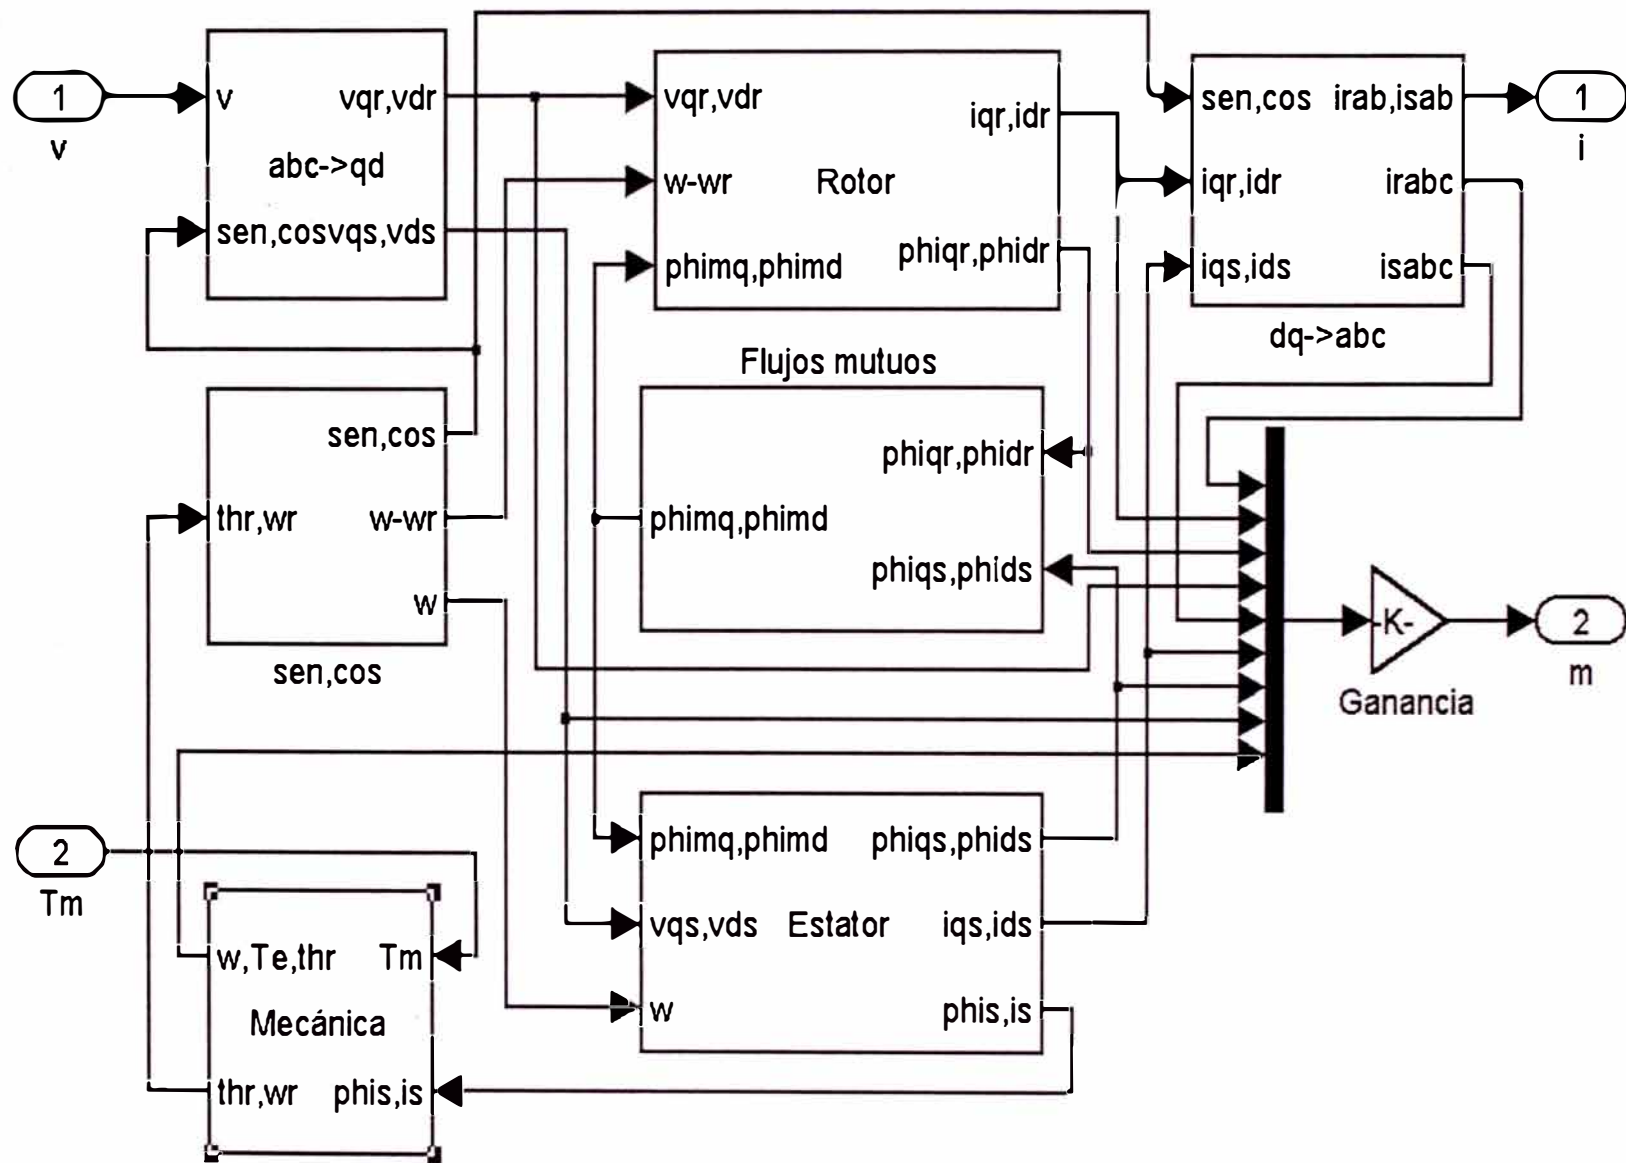 1
v
v
vqr,vdr
abc->qd
sen,cosvqs,vds
vqr,vdr
iqr,idr
w-wr
Rotor
phimq,phimd
phiqr,phidr
sen,cos
irab,isab
iqr,idr
irabc
iqs,ids
isabc
dq->abc
1
i
Flujos mutuos
phiqr,phidr
phimq,phimd
phiqs,phids
sen,cos
thr,wr
w-wr
w
sen,cos
-K-
Ganancia
2
m
2
Tm
w,Te,thr
Tm
Mecánica
thr,wr
phis,is
phimq,phimd
phiqs,phids
vqs,vds
Estator
iqs,ids
w
phis,is